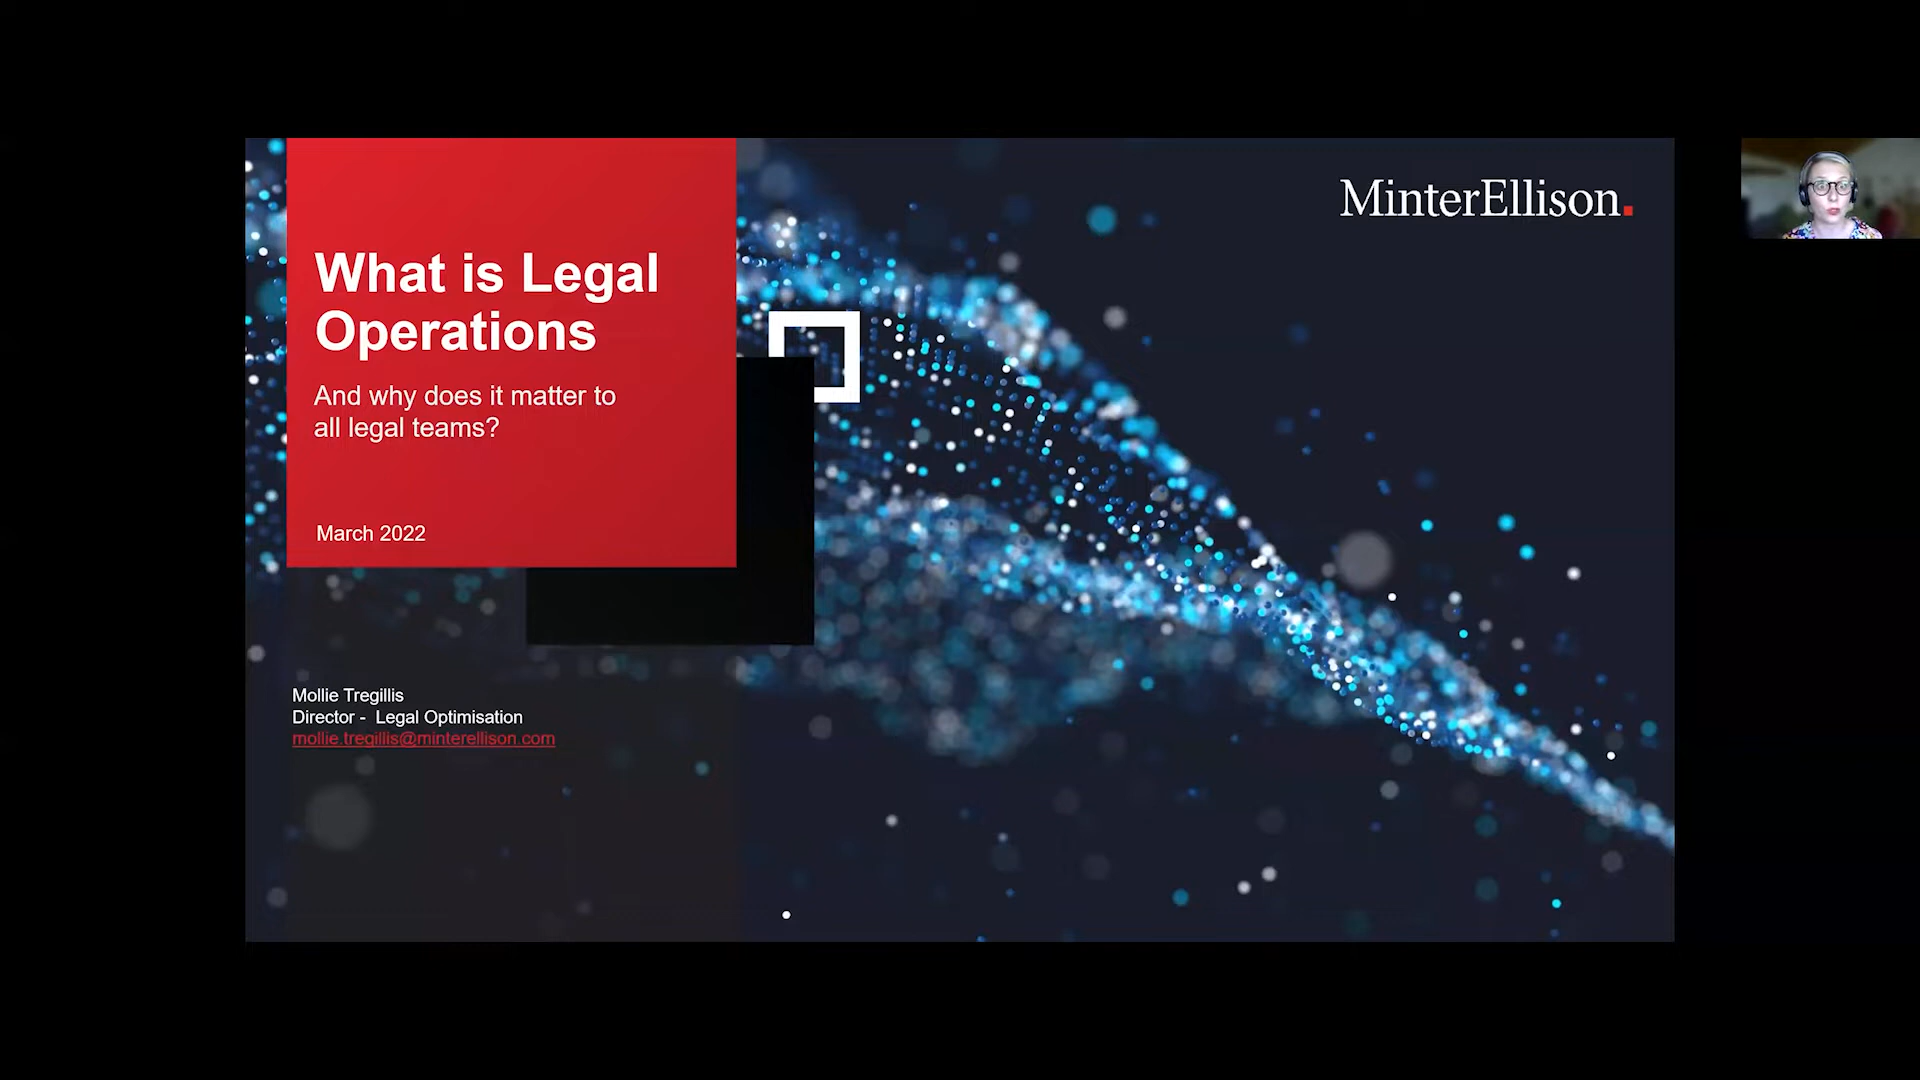 MinterEllison.
What is Legal
Operations
And why does it matter to
all legal teams?
March 2022
Mollie Tregillis
Director -  Legal Optimisation
mollie.tregillis@minterellison.com